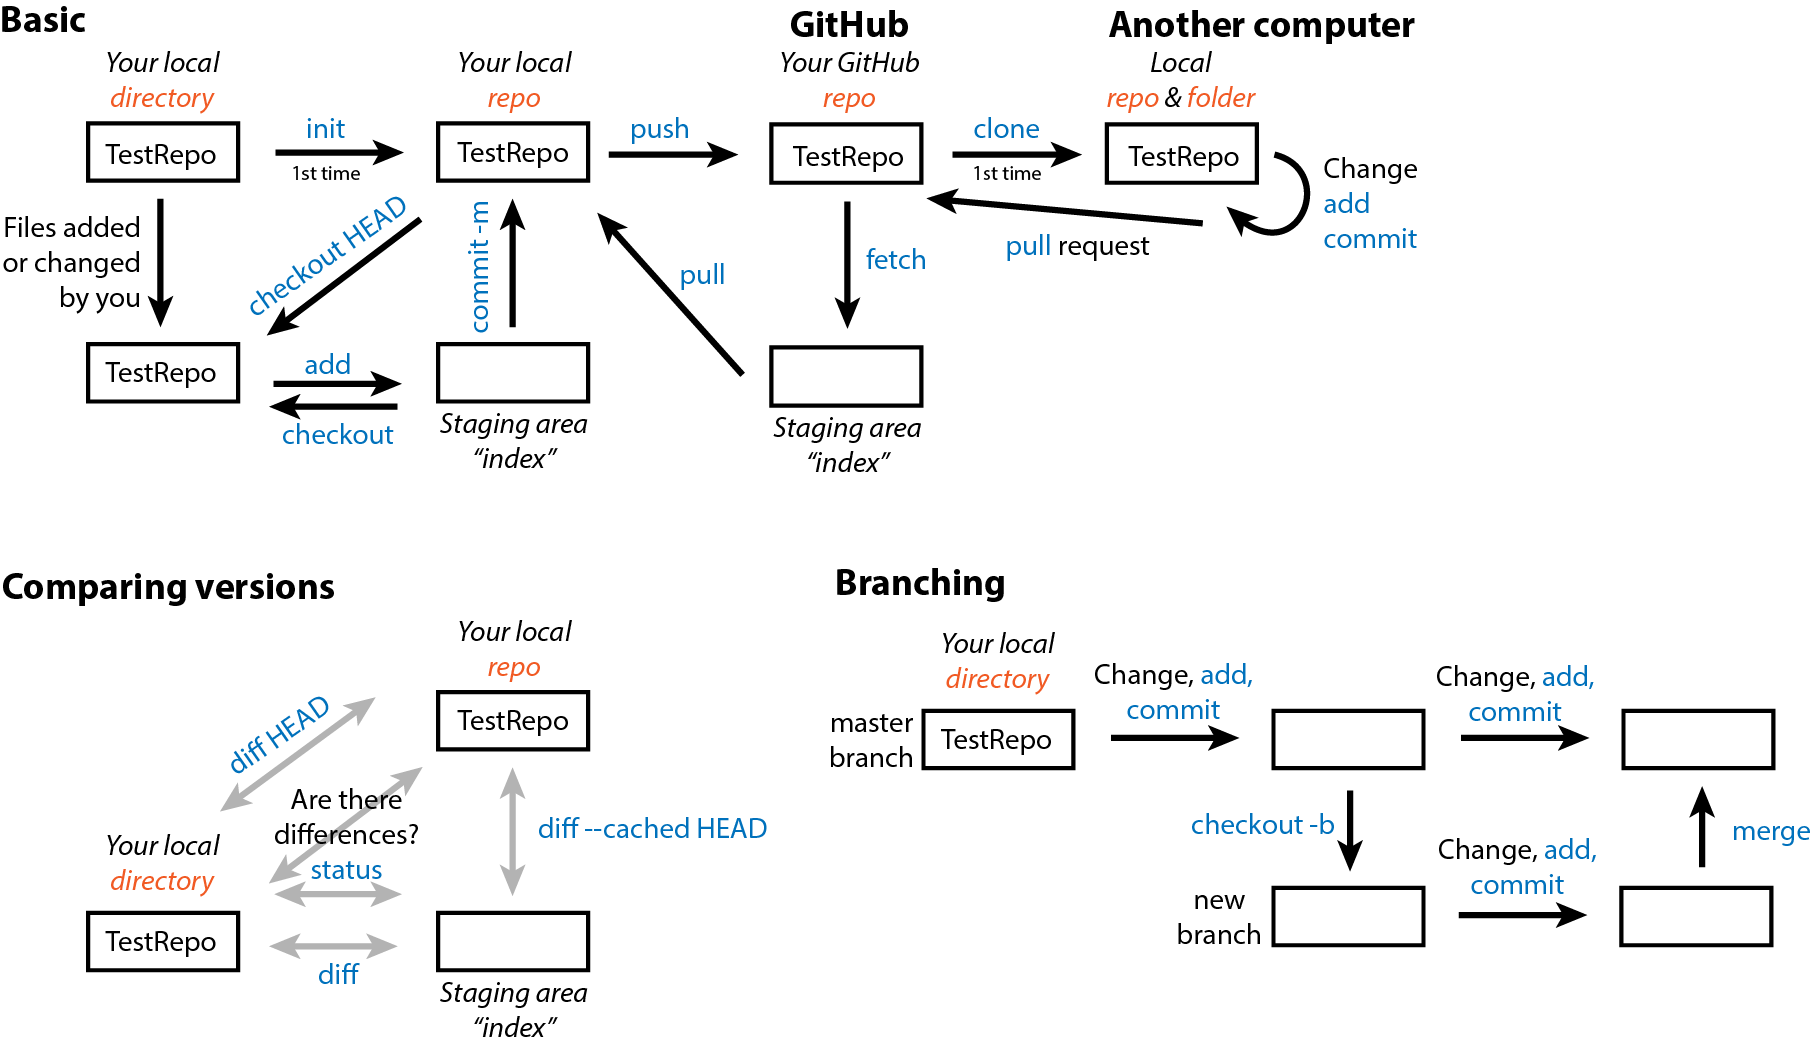 Basic
GitHub
Another computer
Your local
directory
Your local
repo
Your GitHub
repo
Local
repo & folder
TestRepo
init
1st time
TestRepo
push
TestRepo
clone
1st time
TestRepo
Change
add
commit
Files added
or changed
by you
checkout HEAD
commit -m
pull
fetch
pull request
TestRepo
add
checkout
Staging area
“index”
Staging area
“index”
Comparing versions
Your local
repo
TestRepo
diff HEAD
Are there
differences?
status
diff --cached HEAD
Your local
directory
TestRepo
diff
Staging area
“index”
Branching
Your local
directory
master
branch
TestRepo
Change, add,
commit
Change, add,
commit
checkout -b
Change, add,
commit
merge
new
branch